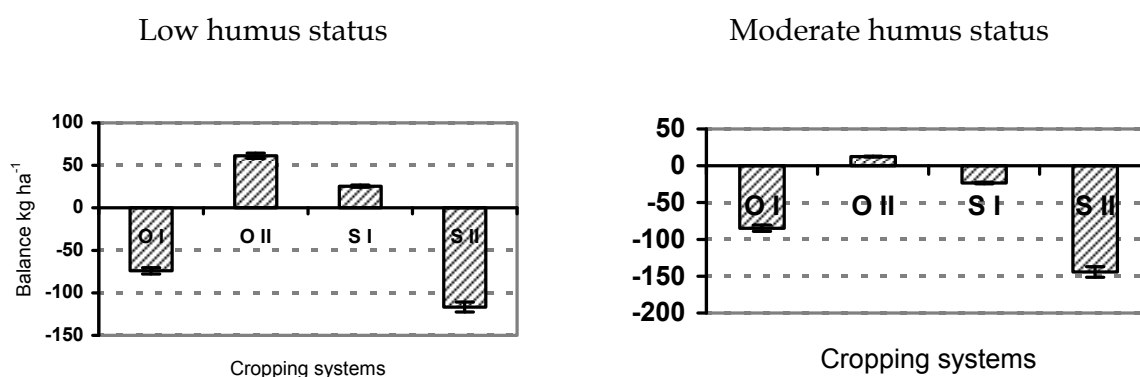 Low humus status
Moderate humus status
Balance kg ha⁻¹
100
50
0
-50
-100
-150
O I
O II
S I
S II
Cropping systems
50
0
-50
-100
-150
-200
O I
O II
S I
S II
Cropping systems